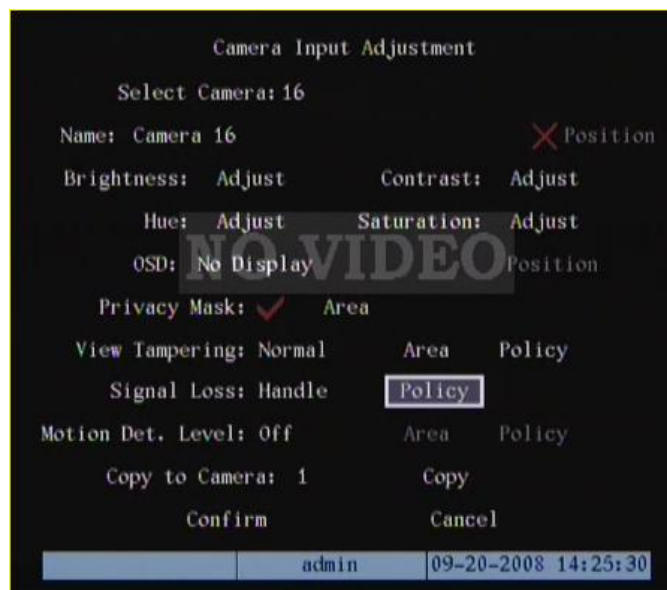 Camera Input Adjustment
Select Camera: 16
Name: Camera 16 Position
Brightness: Adjust Contrast: Adjust
Hue: Adjust Saturation: Adjust
NO VIDEO
OSD: No Display Position
Privacy Mask: Area
View Tampering: Normal Area Policy
Signal Loss: Handle Policy
Motion Det. Level: Off Area Policy
Copy to Camera: 1 Copy
Confirm Cancel
admin 09-20-2008 14:25:30